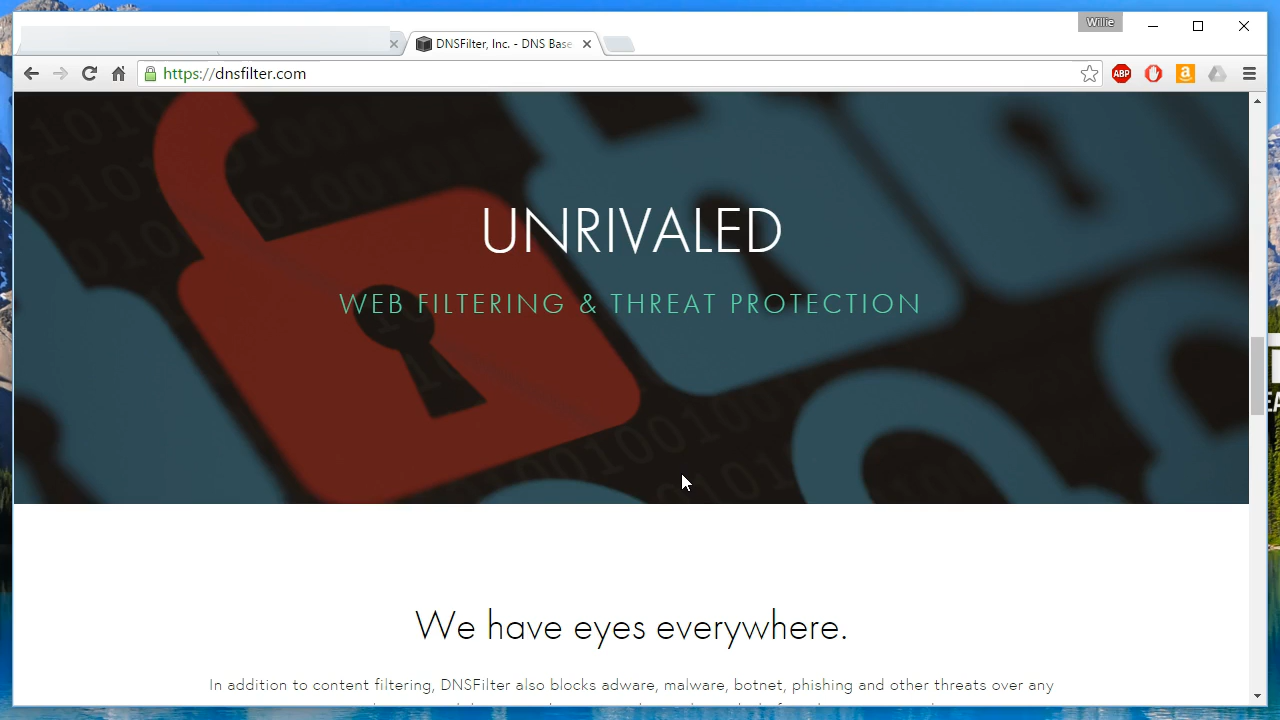 Willie
DNSFilter, Inc. - DNS Base
https://dnsfilter.com
ABP
a
UNRIVALED
WEB FILTERING & THREAT PROTECTION
We have eyes everywhere.
In addition to content filtering, DNSFilter also blocks adware, malware, botnet, phishing and other threats over any